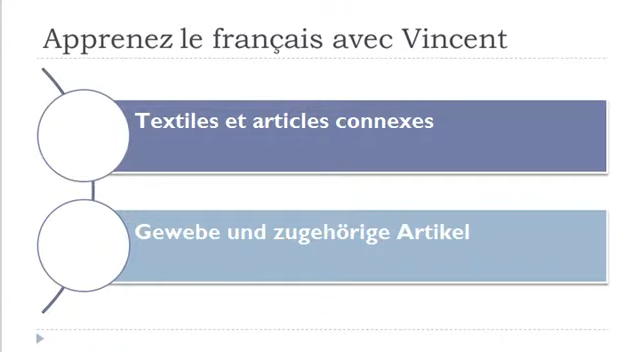 Apprenez le français avec Vincent
Textiles et articles connexes
Gewebe und zugehörige Artikel